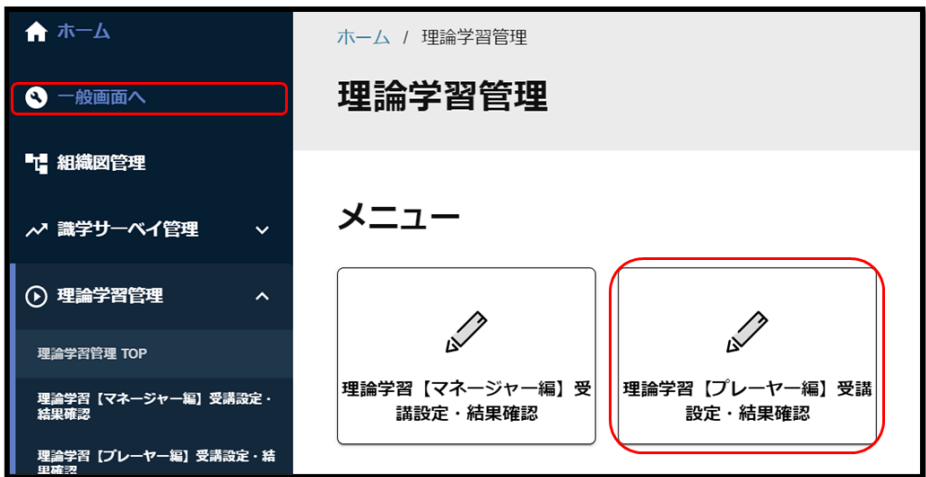 ホーム
一般画面へ
組織図管理
識学サーベイ管理
理論学習管理
理論学習管理 TOP
理論学習【マネージャー編】受講設定・
結果確認
理論学習【プレーヤー編】受講設定・結
果確認
ホーム / 理論学習管理
理論学習管理
メニュー
理論学習【マネージャー編】受
講設定・結果確認
理論学習【プレーヤー編】受講
設定・結果確認